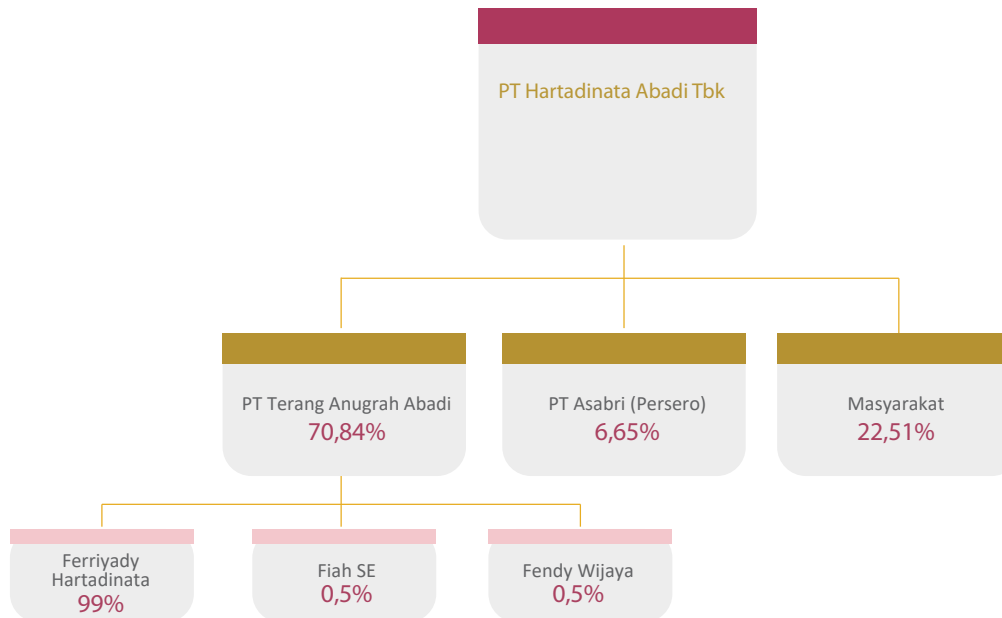 PT Hartadinata Abadi Tbk
PT Terang Anugrah Abadi
70,84%
PT Asabri (Persero)
6,65%
Masyarakat
22,51%
Ferriyady
Hartadinata
99%
Fiah SE
0,5%
Fendy Wijaya
0,5%